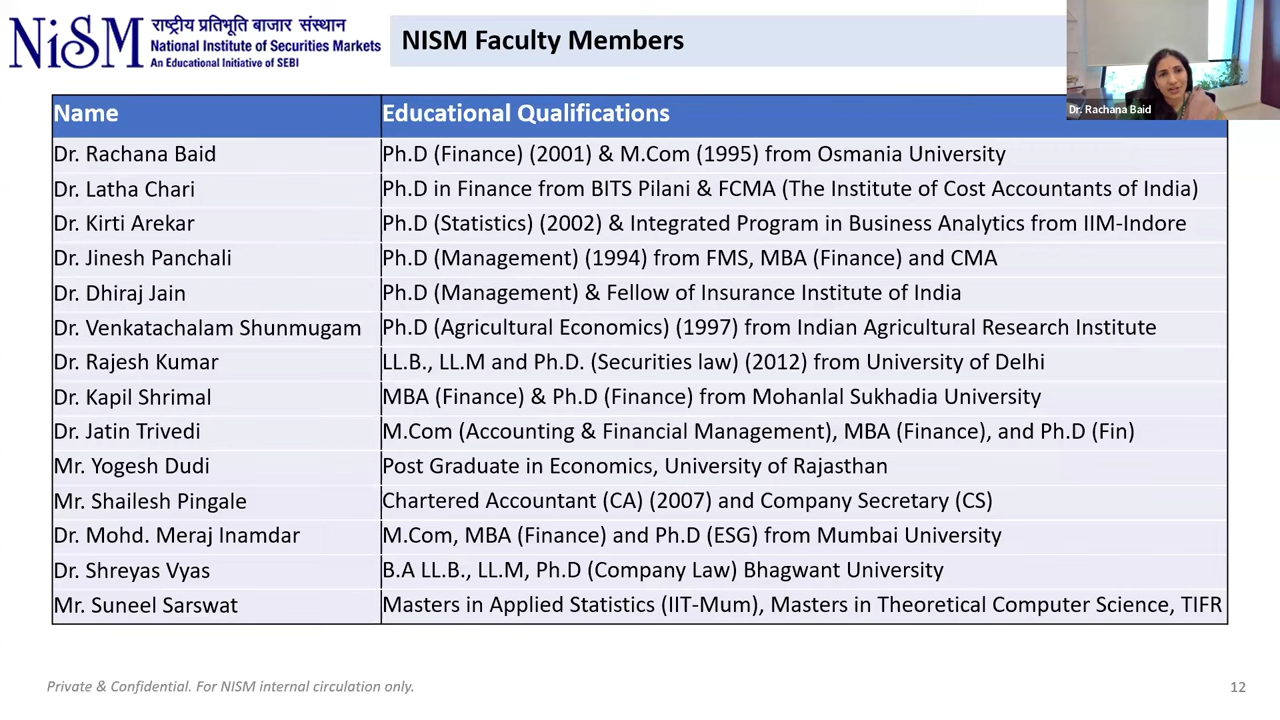 NiSM
राष्ट्रीय प्रतिभूति बाजार संस्थान
National Institute of Securities Markets
An Educational Initiative of SEBI
NISM Faculty Members
Dr. Rachana Baid
Name Educational Qualifications
Dr. Rachana Baid Ph.D (Finance) (2001) & M.Com (1995) from Osmania University
Dr. Latha Chari Ph.D in Finance from BITS Pilani & FCMA (The Institute of Cost Accountants of India)
Dr. Kirti Arekar Ph.D (Statistics) (2002) & Integrated Program in Business Analytics from IIM-Indore
Dr. Jinesh Panchali Ph.D (Management) (1994) from FMS, MBA (Finance) and CMA
Dr. Dhiraj Jain Ph.D (Management) & Fellow of Insurance Institute of India
Dr. Venkatachalam Shunmugam Ph.D (Agricultural Economics) (1997) from Indian Agricultural Research Institute
Dr. Rajesh Kumar LL.B., LL.M and Ph.D. (Securities law) (2012) from University of Delhi
Dr. Kapil Shrimal MBA (Finance) & Ph.D (Finance) from Mohanlal Sukhadia University
Dr. Jatin Trivedi M.Com (Accounting & Financial Management), MBA (Finance), and Ph.D (Fin)
Mr. Yogesh Dudi Post Graduate in Economics, University of Rajasthan
Mr. Shailesh Pingale Chartered Accountant (CA) (2007) and Company Secretary (CS)
Dr. Mohd. Meraj Inamdar M.Com, MBA (Finance) and Ph.D (ESG) from Mumbai University
Dr. Shreyas Vyas B.A LL.B., LL.M, Ph.D (Company Law) Bhagwant University
Mr. Suneel Sarswat Masters in Applied Statistics (IIT-Mum), Masters in Theoretical Computer Science, TIFR
Private & Confidential. For NISM internal circulation only.
12